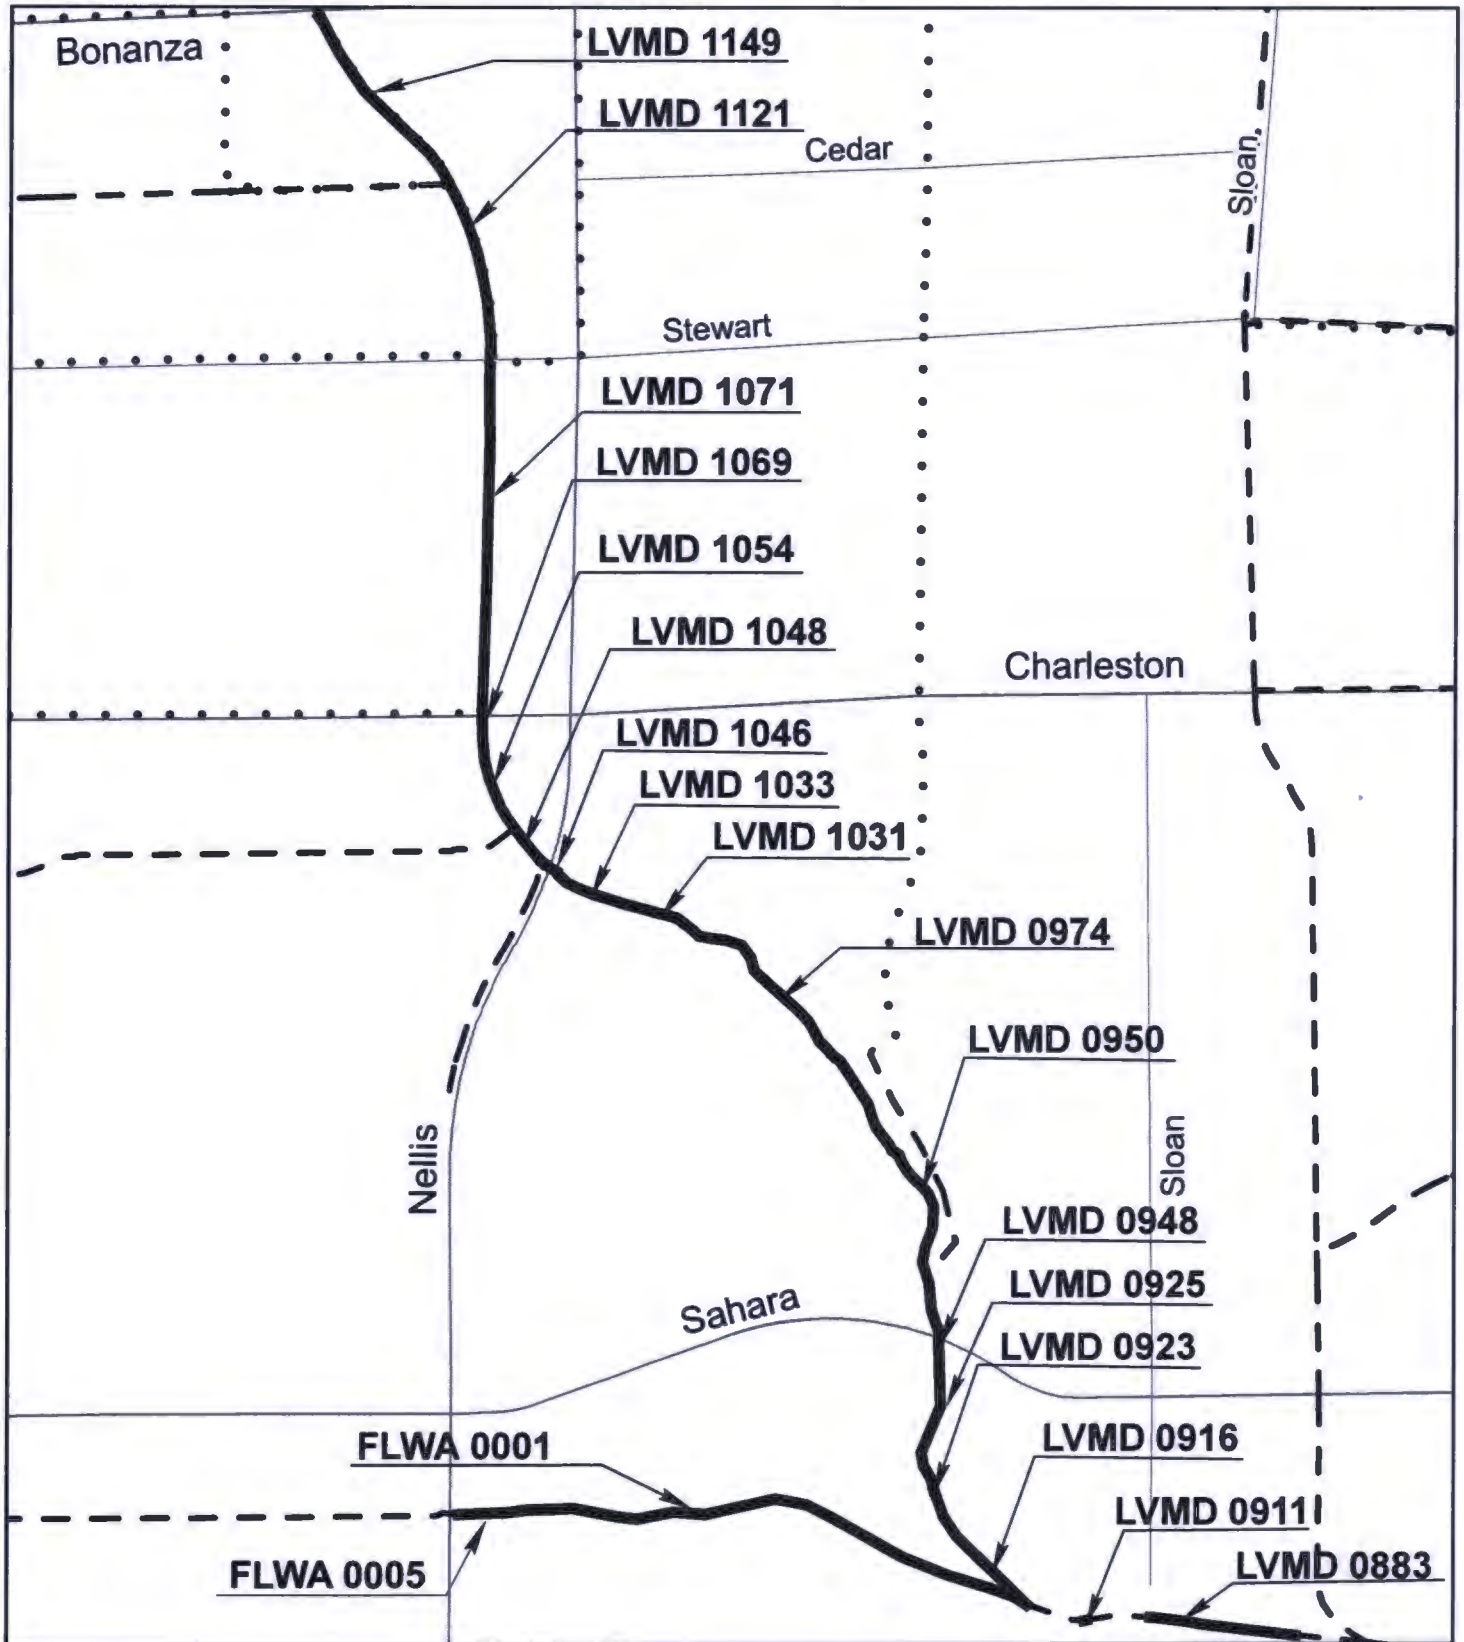 Bonanza
LVMD 1149
LVMD 1121
Cedar
Sloan
Stewart
LVMD 1071
LVMD 1069
LVMD 1054
LVMD 1048
Charleston
LVMD 1046
LVMD 1033
LVMD 1031
LVMD 0974
LVMD 0950
Nellis
Sloan
LVMD 0948
LVMD 0925
Sahara
LVMD 0923
LVMD 0916
FLWA 0001
LVMD 0911
LVMD 0883
FLWA 0005